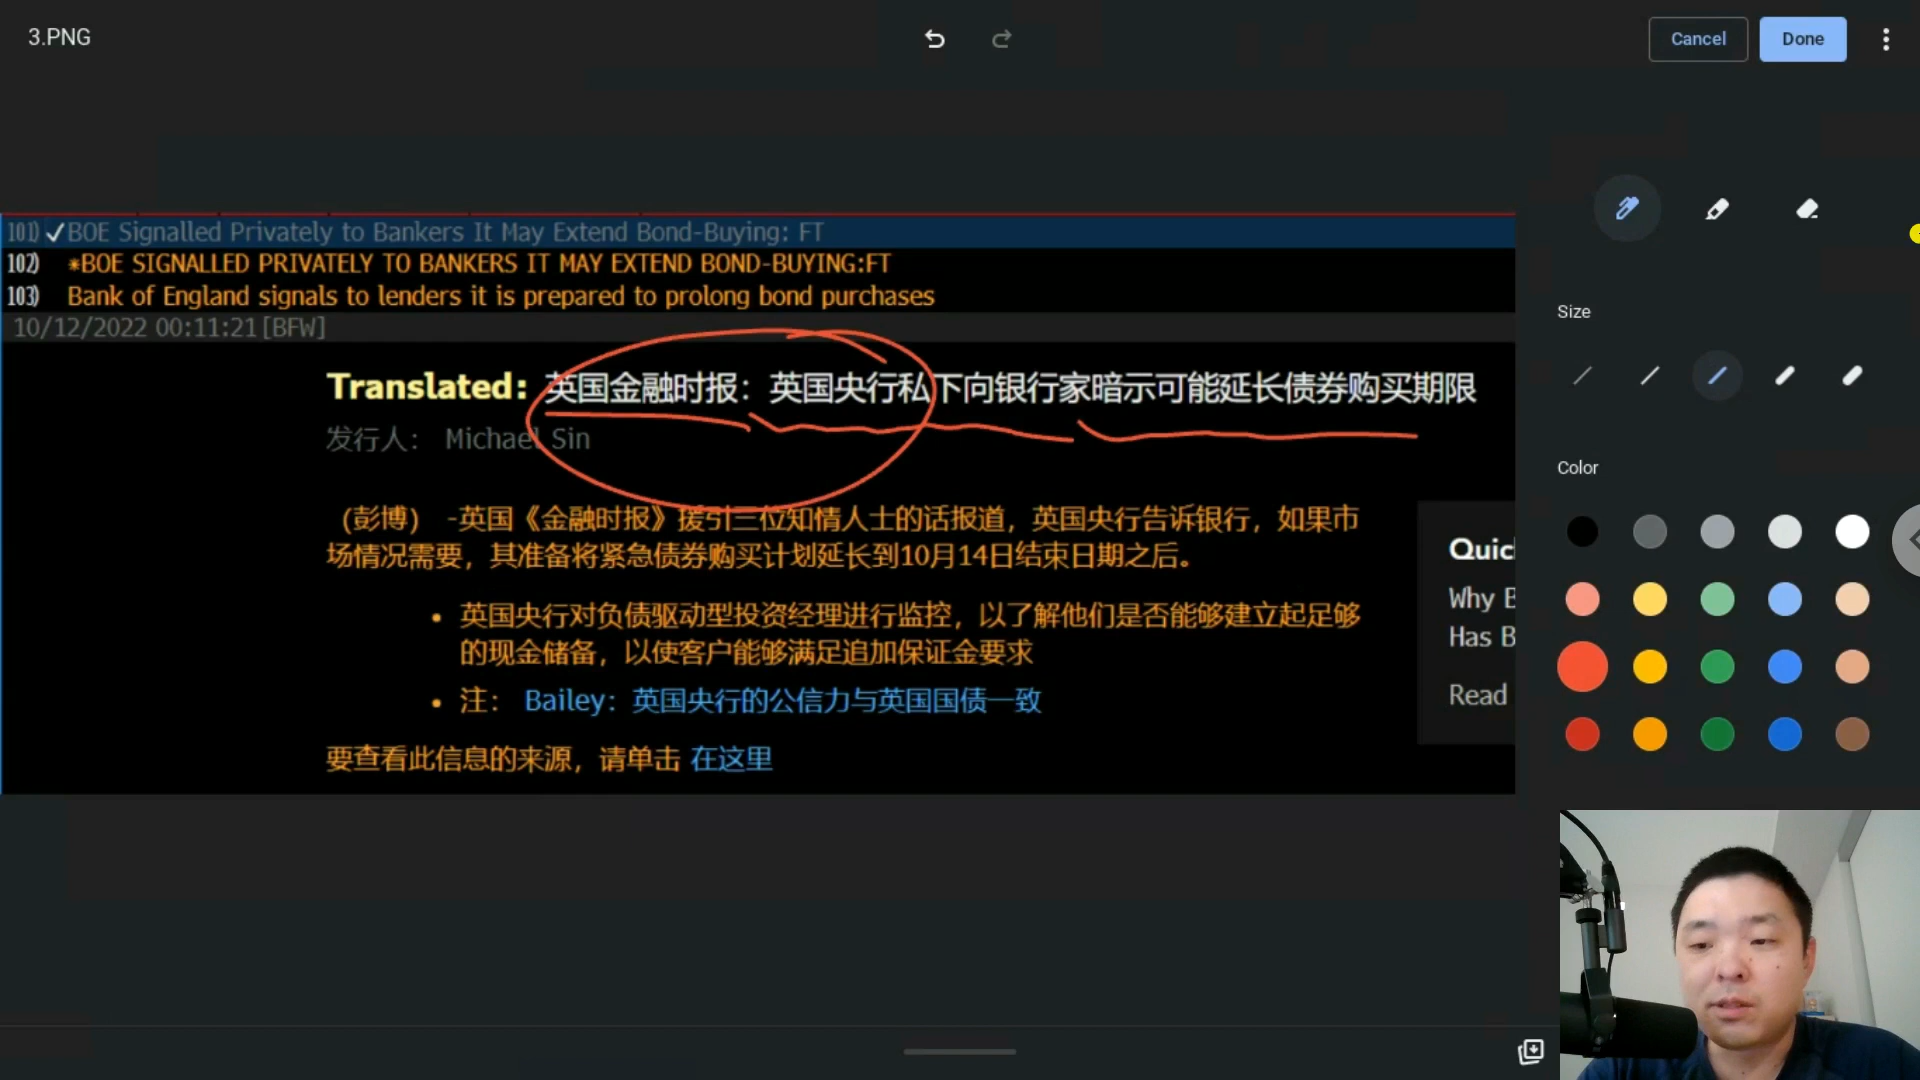 3.PNG
Cancel
Done
101) ✓BOE Signalled Privately to Bankers It May Extend Bond-Buying: FT
102) *BOE SIGNALLED PRIVATELY TO BANKERS IT MAY EXTEND BOND-BUYING:FT
103) Bank of England signals to lenders it is prepared to prolong bond purchases
10/12/2022 00:11:21[BFW]
Translated: 英国金融时报：英国央行私下向银行家暗示可能延长债券购买期限
发行人： Michael Sin
（彭博） -英国《金融时报》援引三位知情人士的话报道，英国央行告诉银行，如果市
场情况需要，其准备将紧急债券购买计划延长到10月14日结束日期之后。
• 英国央行对负债驱动型投资经理进行监控，以了解他们是否能够建立起足够
的现金储备，以使客户能够满足追加保证金要求
• 注： Bailey：英国央行的公信力与英国国债一致
要查看此信息的来源，请单击 在这里
Quic
Why B
Has B
Read
Size
Color